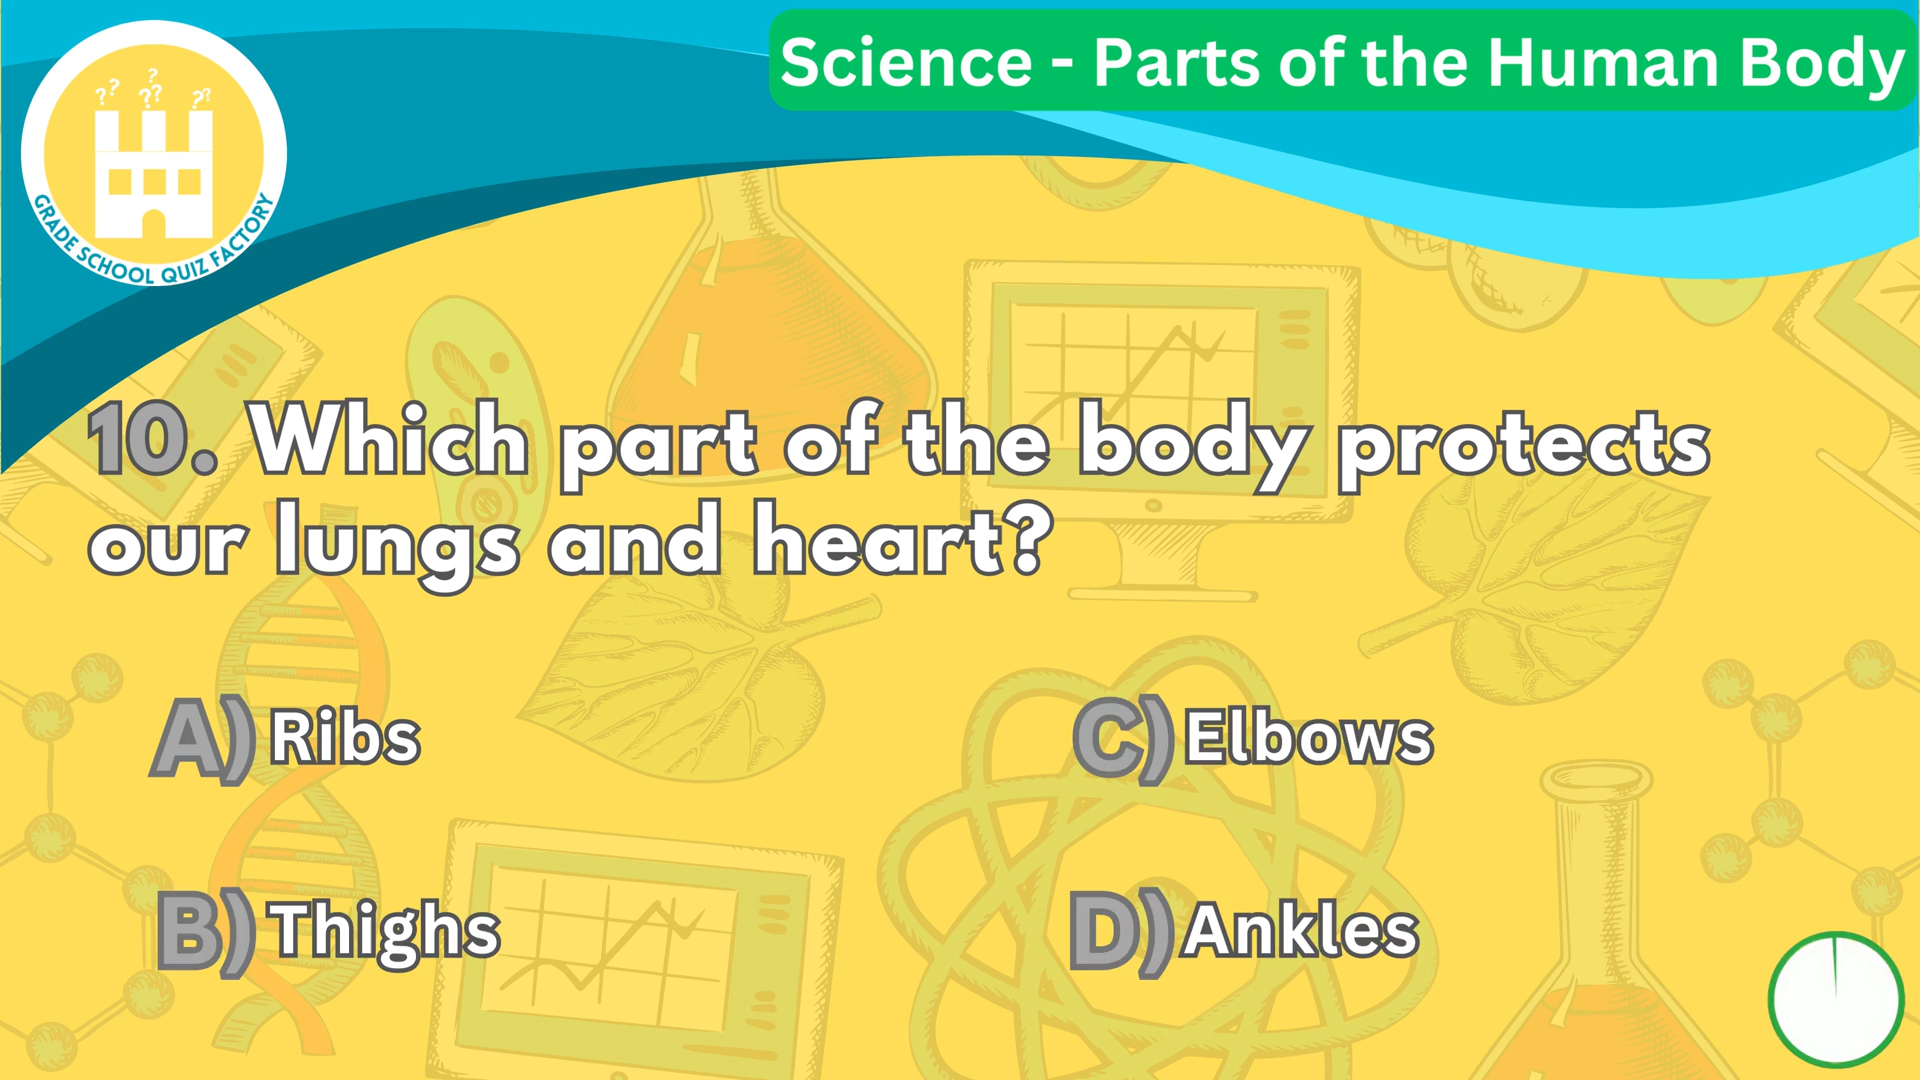 Science - Parts of the Human Body
?? ?? ??
GRADE SCHOOL QUIZ FACTORY
10. Which part of the body protects
our lungs and heart?
A) Ribs
C) Elbows
B) Thighs
D) Ankles